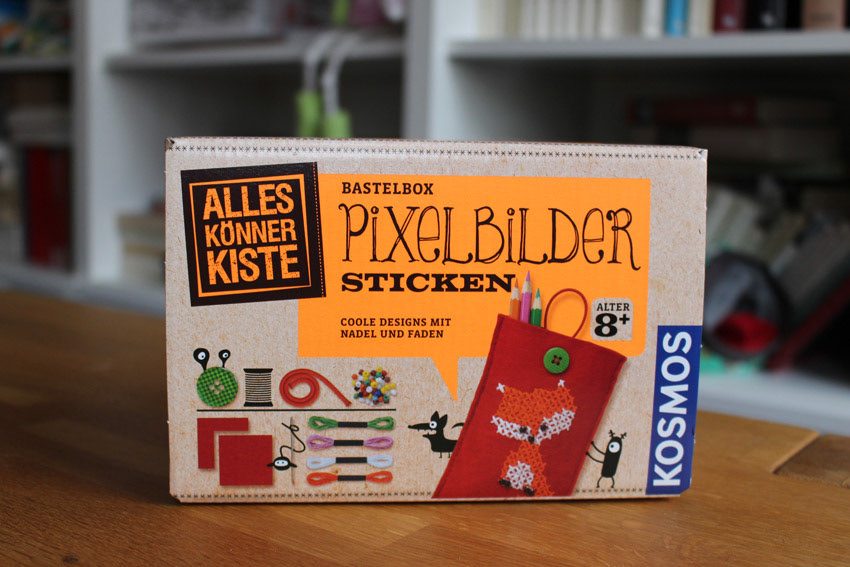 ALLES
KÖNNER
KISTE
BASTELBOX
PIXELBILDER
STICKEN
COOLE DESIGNS MIT
NADEL UND FADEN
ALTER
8+
KOSMOS